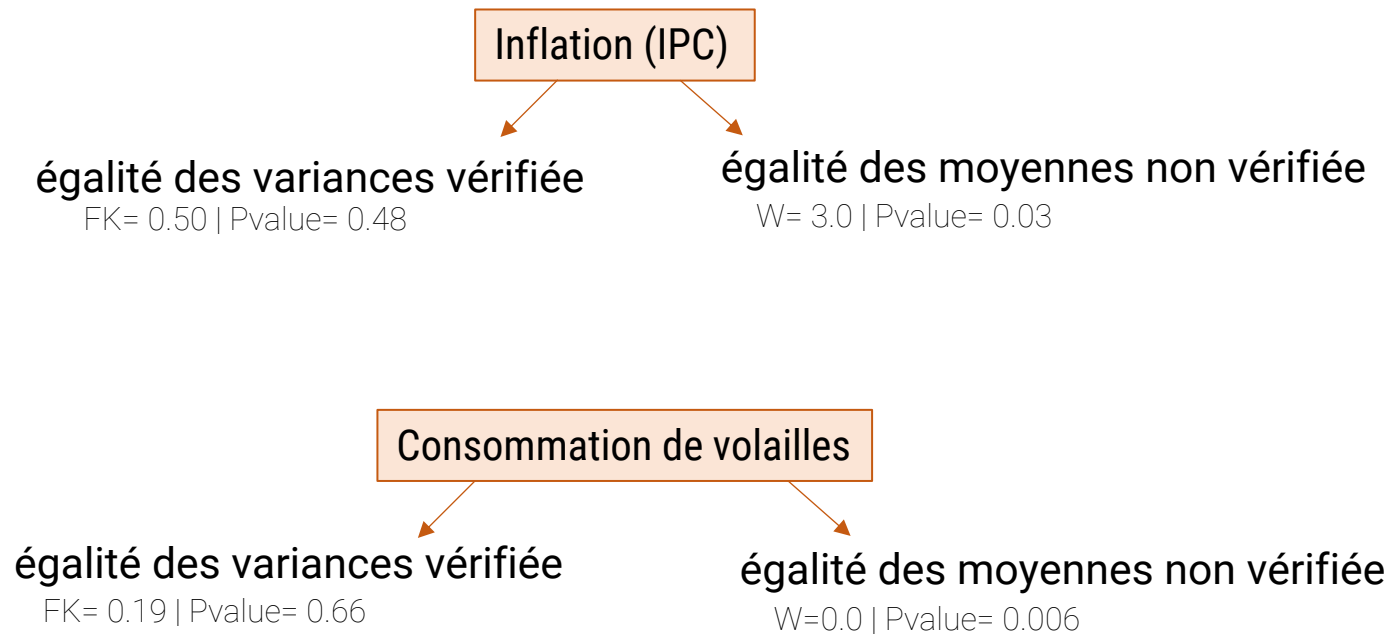 Inflation (IPC)
égalité des variances vérifiée
FK= 0.50 | Pvalue= 0.48
égalité des moyennes non vérifiée
W= 3.0 | Pvalue= 0.03
Consommation de volailles
égalité des variances vérifiée
FK= 0.19 | Pvalue= 0.66
égalité des moyennes non vérifiée
W=0.0 | Pvalue= 0.006